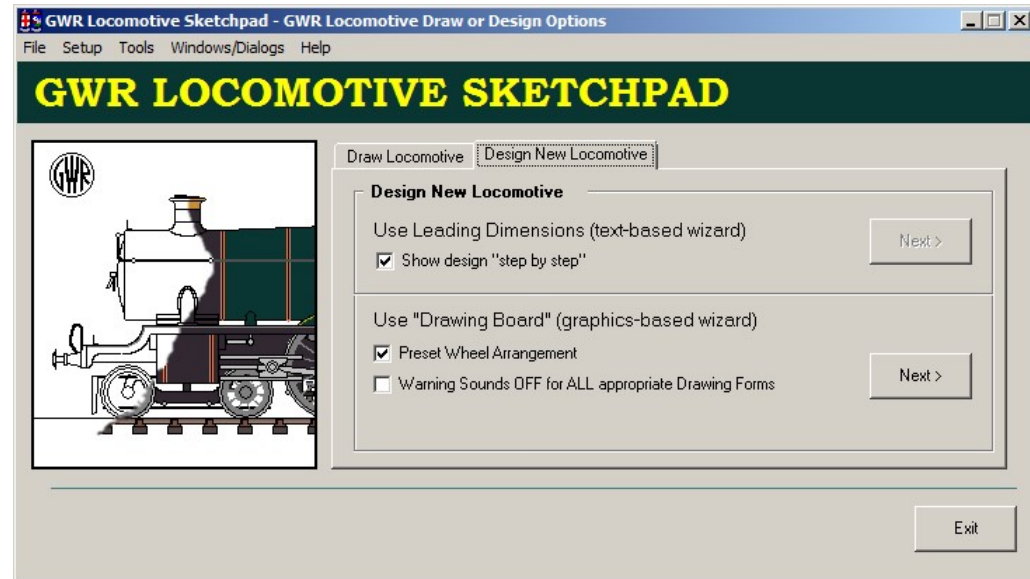 GWR Locomotive Sketchpad - GWR Locomotive Draw or Design Options
File Setup Tools Windows/Dialogs Help
GWR LOCOMOTIVE SKETCHPAD
GWR
Draw Locomotive Design New Locomotive
Design New Locomotive
Use Leading Dimensions (text-based wizard)
Next >
Show design "step by step"
Use "Drawing Board" (graphics-based wizard)
Preset Wheel Arrangement
Next >
Warning Sounds OFF for ALL appropriate Drawing Forms
Exit